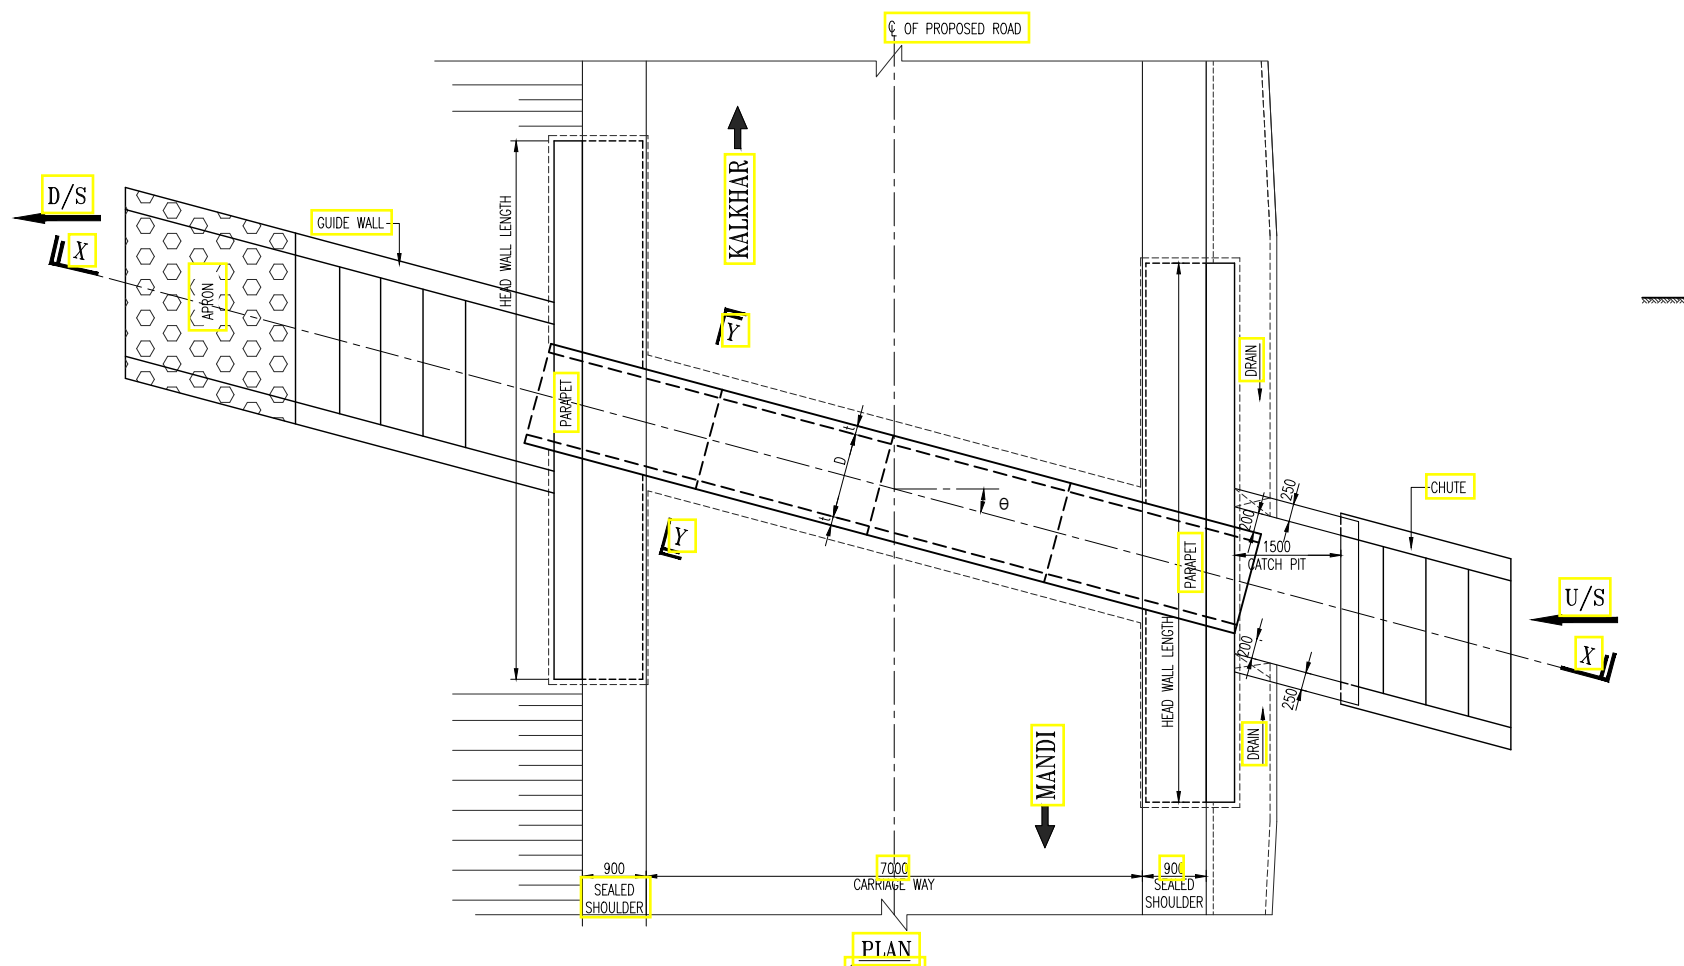 ℄ OF PROPOSED ROAD
KALKHAR
D/S
X
GUIDE WALL
HEAD WALL LENGTH
APRON
Y
PARAPET
DRAIN
t
D
t
θ
Y
250
200
1500
CATCH PIT
CHUTE
PARAPET
U/S
X
200
250
HEAD WALL LENGTH
DRAIN
MANDI
900
SEALED
SHOULDER
7000
CARRIAGE WAY
900
SEALED
SHOULDER
PLAN